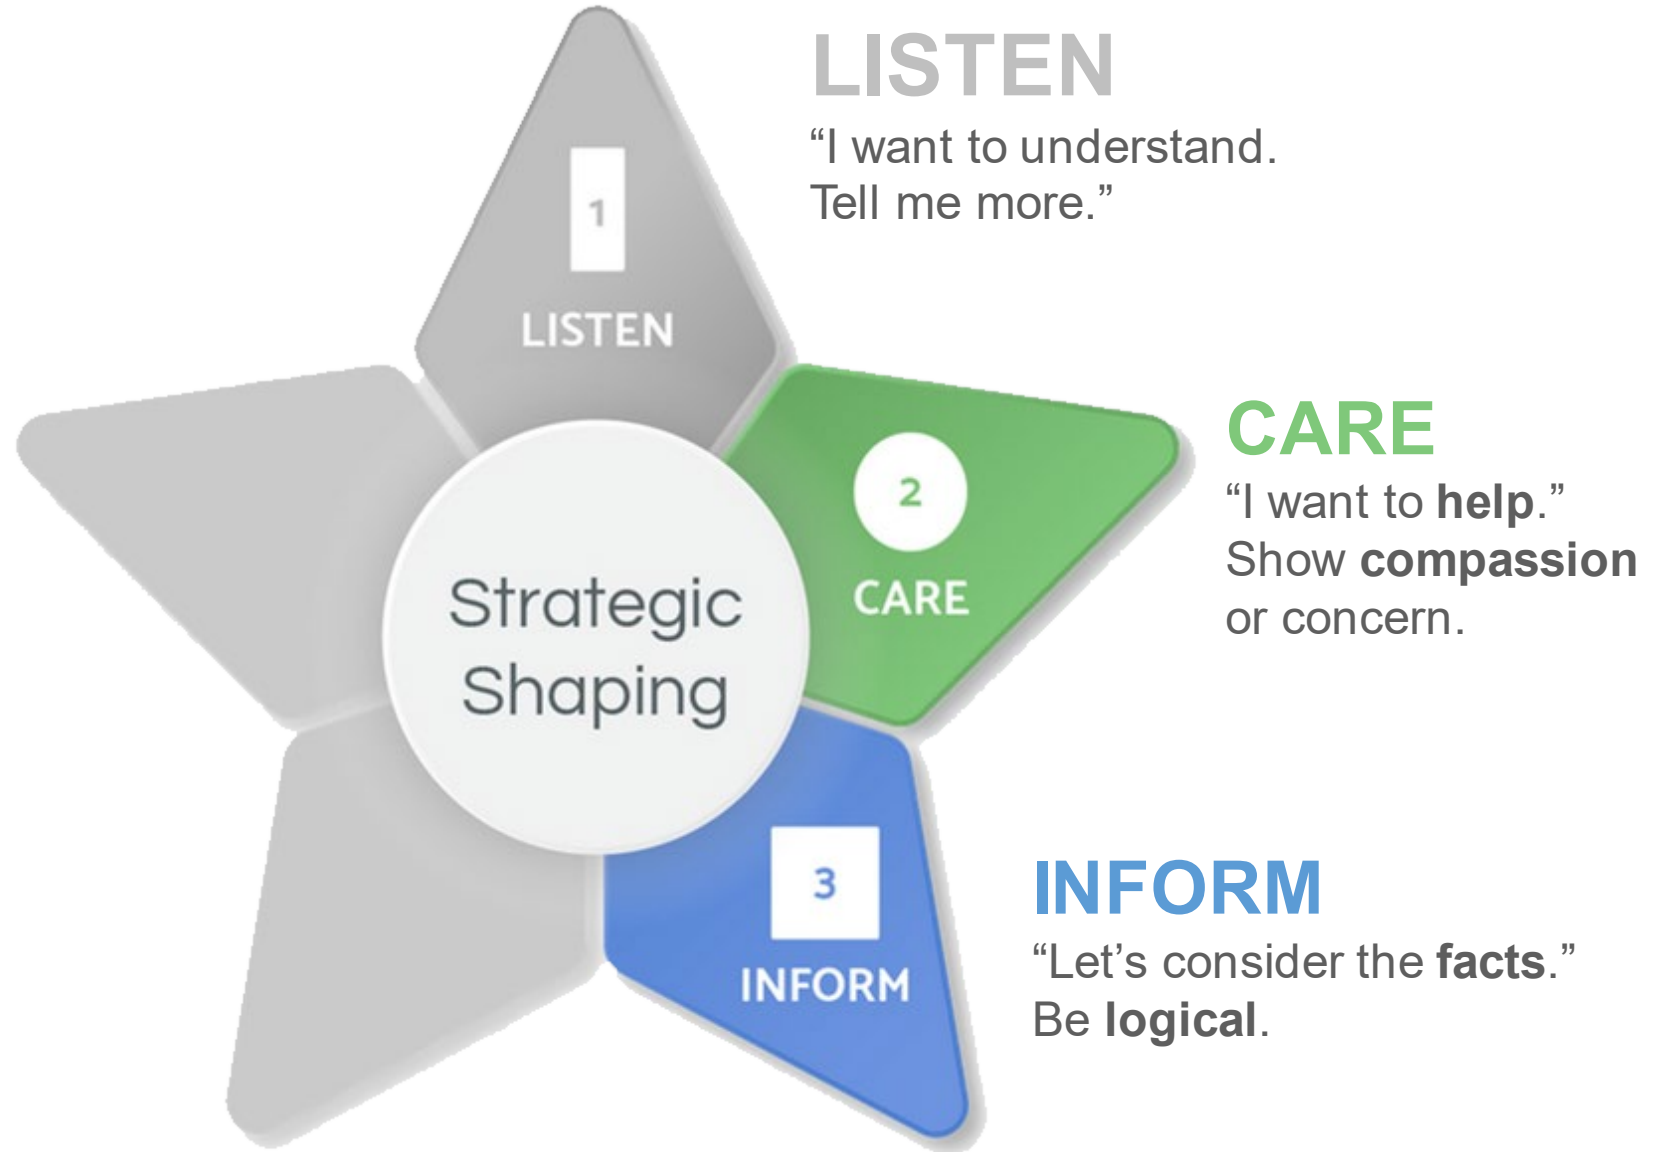 LISTEN
“I want to understand.
Tell me more.”
1
LISTEN
CARE
“I want to help.”
Show compassion
or concern.
2
CARE
Strategic
Shaping
INFORM
“Let’s consider the facts.”
Be logical.
3
INFORM